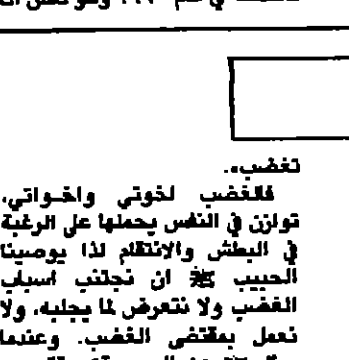 تغضب».
فالغضب اخوتي واخواتي،
توازن في النفس يحملها على الرغبة
في البطش والانتقام لذا يوصينا
الحبيب ﷺ ان نجتنب اسباب
الغضب ولا نتعرض لما يجلبه، ولا
نعمل بمقتضى الغضب. وعندما